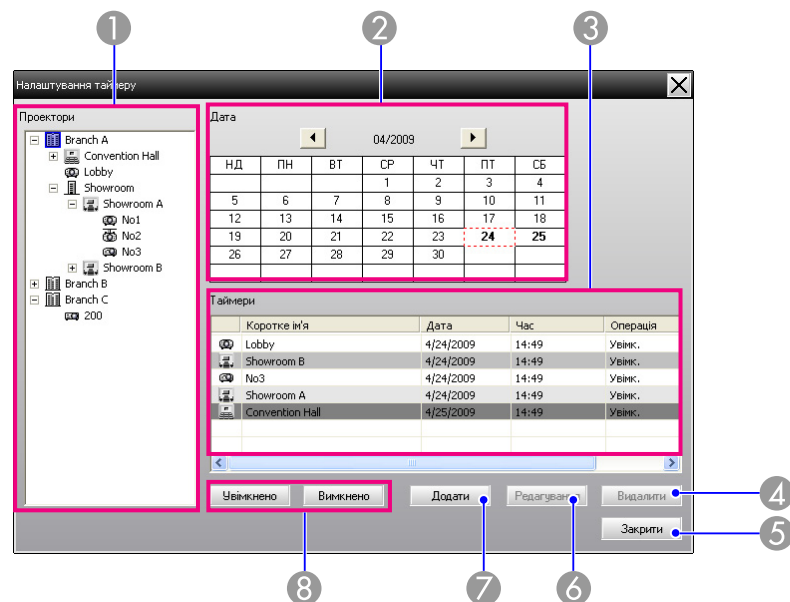 1 2 3
Налаштування таймеру
Проектори
Branch A
Convention Hall
Lobby
Showroom
Showroom A
No1
No2
No3
Showroom B
Branch B
Branch C
200
Дата
04/2009
НД ПН ВТ СР ЧТ ПТ СБ
1 2 3 4
5 6 7 8 9 10 11
12 13 14 15 16 17 18
19 20 21 22 23 24 25
26 27 28 29 30
Таймери
Коротке ім'я Дата Час Операція
Lobby 4/24/2009 14:49 Увімк.
Showroom B 4/24/2009 14:49 Увімк.
No3 4/24/2009 14:49 Увімк.
Showroom A 4/24/2009 14:49 Увімк.
Convention Hall 4/25/2009 14:49 Увімк.
Увімкнено Вимкнено Додати Редагування Видалити 4
Закрити 5
8 7 6